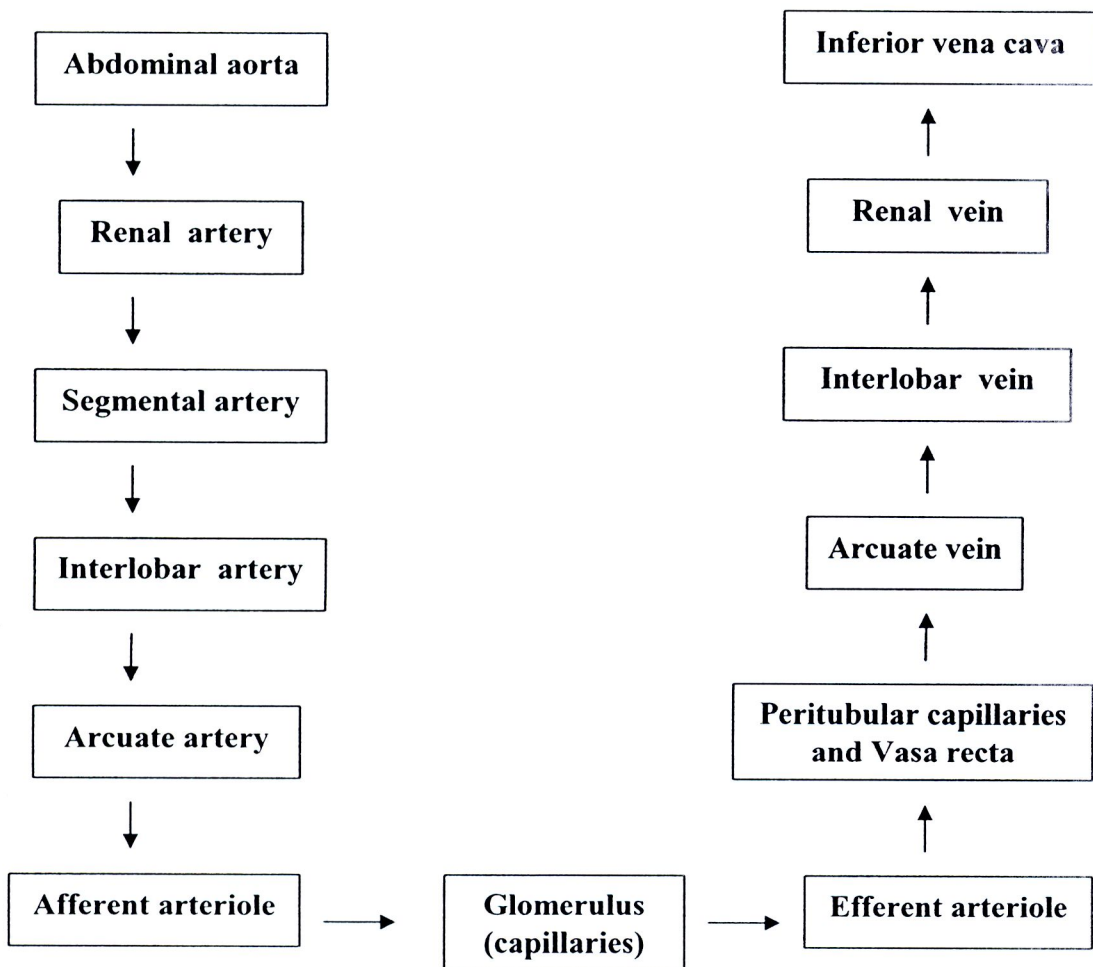 Abdominal aorta
Renal artery
Segmental artery
Interlobar artery
Arcuate artery
Afferent arteriole
Glomerulus
(capillaries)
Efferent arteriole
Peritubular capillaries
and Vasa recta
Arcuate vein
Interlobar vein
Renal vein
Inferior vena cava